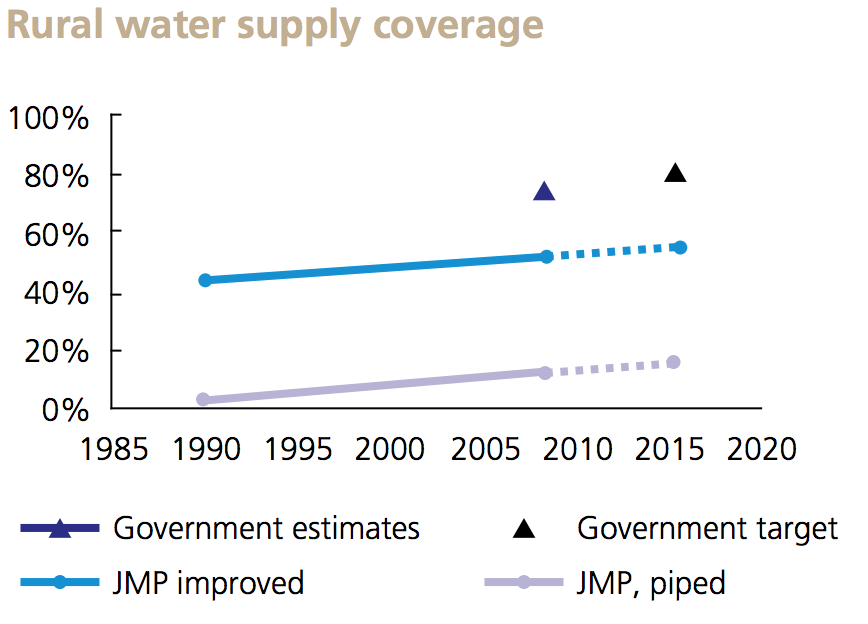 Rural water supply coverage
100%
80%
60%
40%
20%
0%
1985 1990 1995 2000 2005 2010 2015 2020
Government estimates Government target
JMP improved JMP, piped